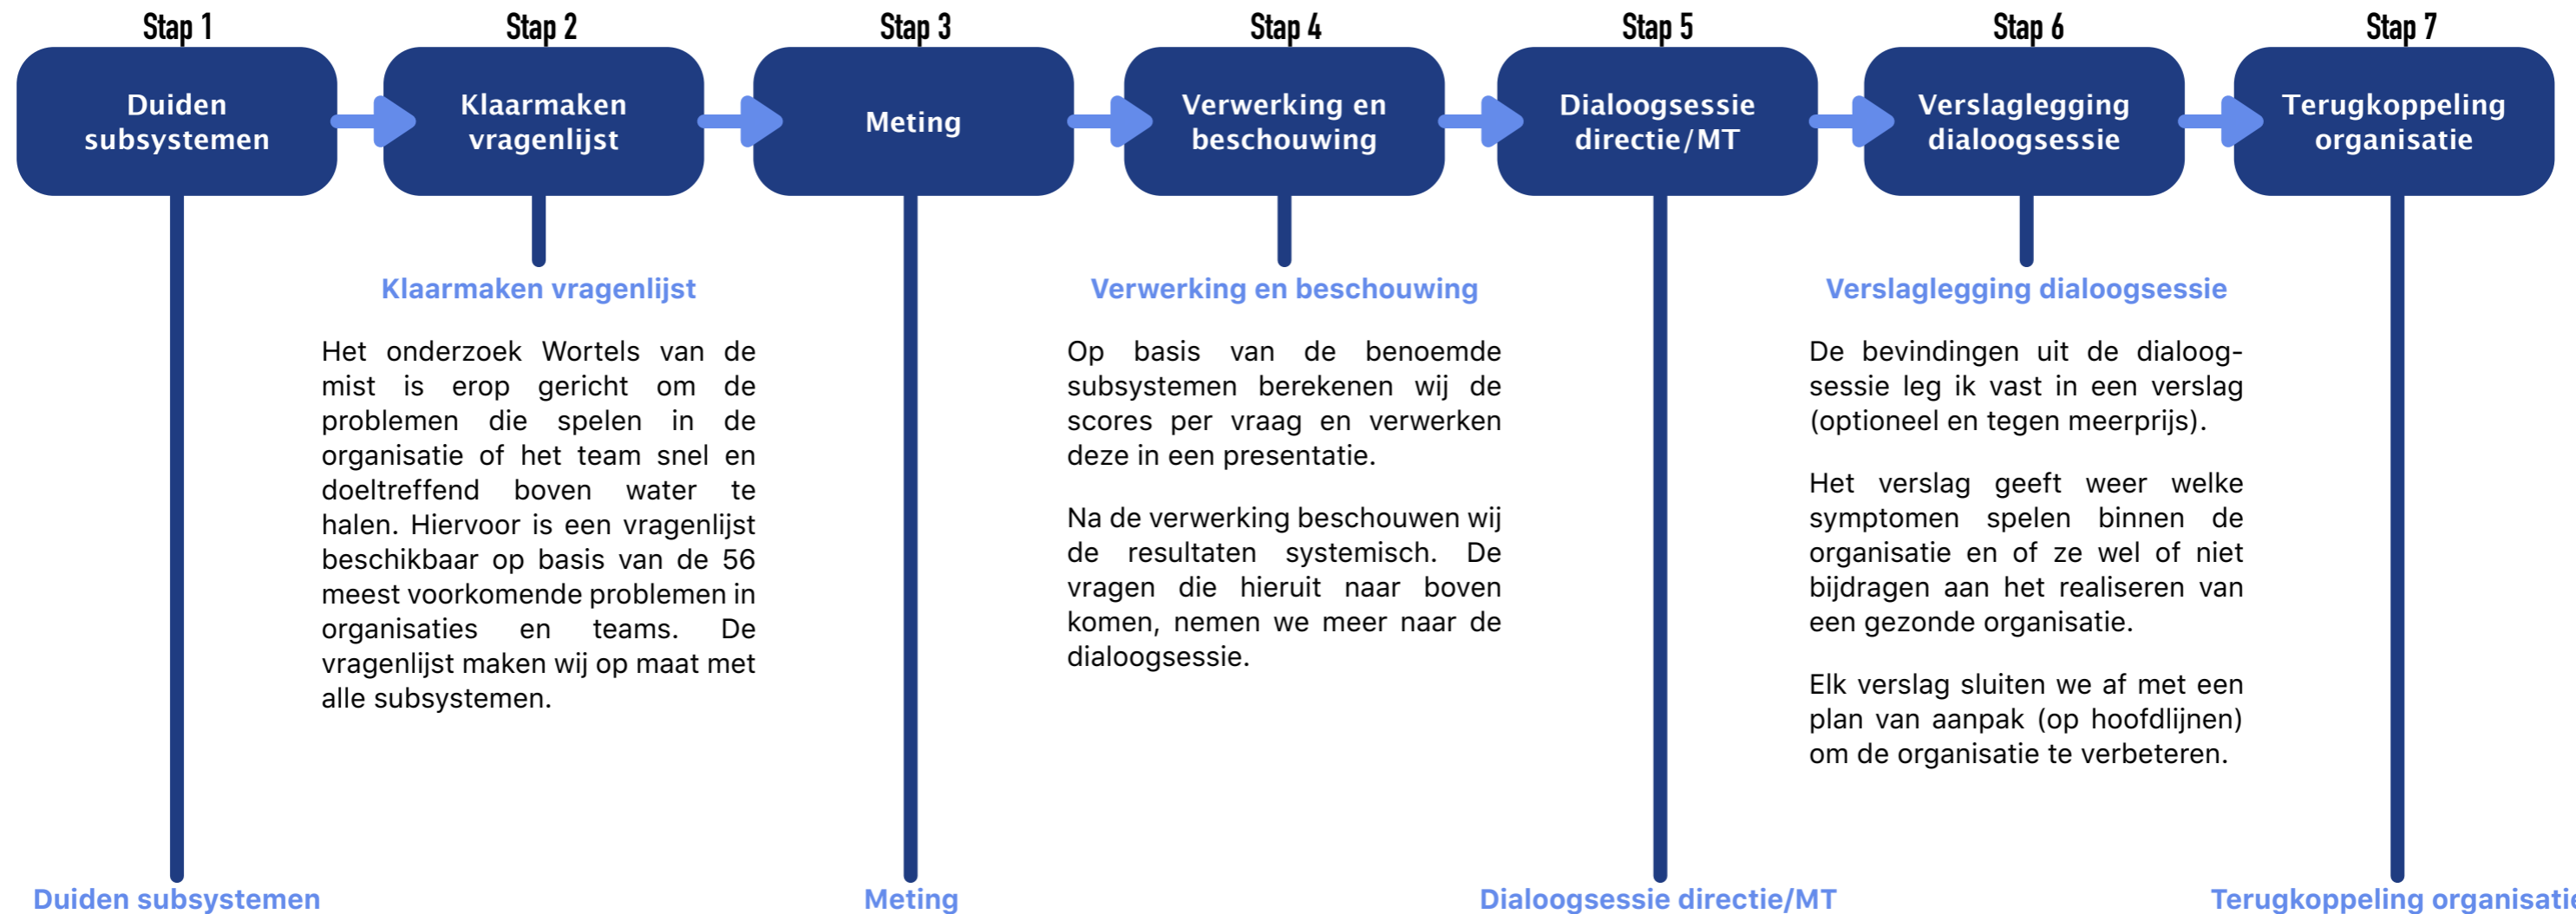 Stap 1
Stap 2
Stap 3
Stap 4
Stap 5
Stap 6
Stap 7
Duiden
subsystemen
Klaarmaken
vragenlijst
Meting
Verwerking en
beschouwing
Dialoogsessie
directie/MT
Verslaglegging
dialoogsessie
Terugkoppeling
organisatie
Klaarmaken vragenlijst
Het onderzoek Wortels van de
mist is erop gericht om de
problemen die spelen in de
organisatie of het team snel en
doeltreffend boven water te
halen. Hiervoor is een vragenlijst
beschikbaar op basis van de 56
meest voorkomende problemen in
organisaties en teams. De
vragenlijst maken wij op maat met
alle subsystemen.
Verwerking en beschouwing
Op basis van de benoemde
subsystemen berekenen wij de
scores per vraag en verwerken
deze in een presentatie.
Na de verwerking beschouwen wij
de resultaten systemisch. De
vragen die hieruit naar boven
komen, nemen we meer naar de
dialoogsessie.
Verslaglegging dialoogsessie
De bevindingen uit de dialoog-
sessie leg ik vast in een verslag
(optioneel en tegen meerprijs).
Het verslag geeft weer welke
symptomen spelen binnen de
organisatie en of ze wel of niet
bijdragen aan het realiseren van
een gezonde organisatie.
Elk verslag sluiten we af met een
plan van aanpak (op hoofdlijnen)
om de organisatie te verbeteren.
Duiden subsystemen
Meting
Dialoogsessie directie/MT
Terugkoppeling organisatie